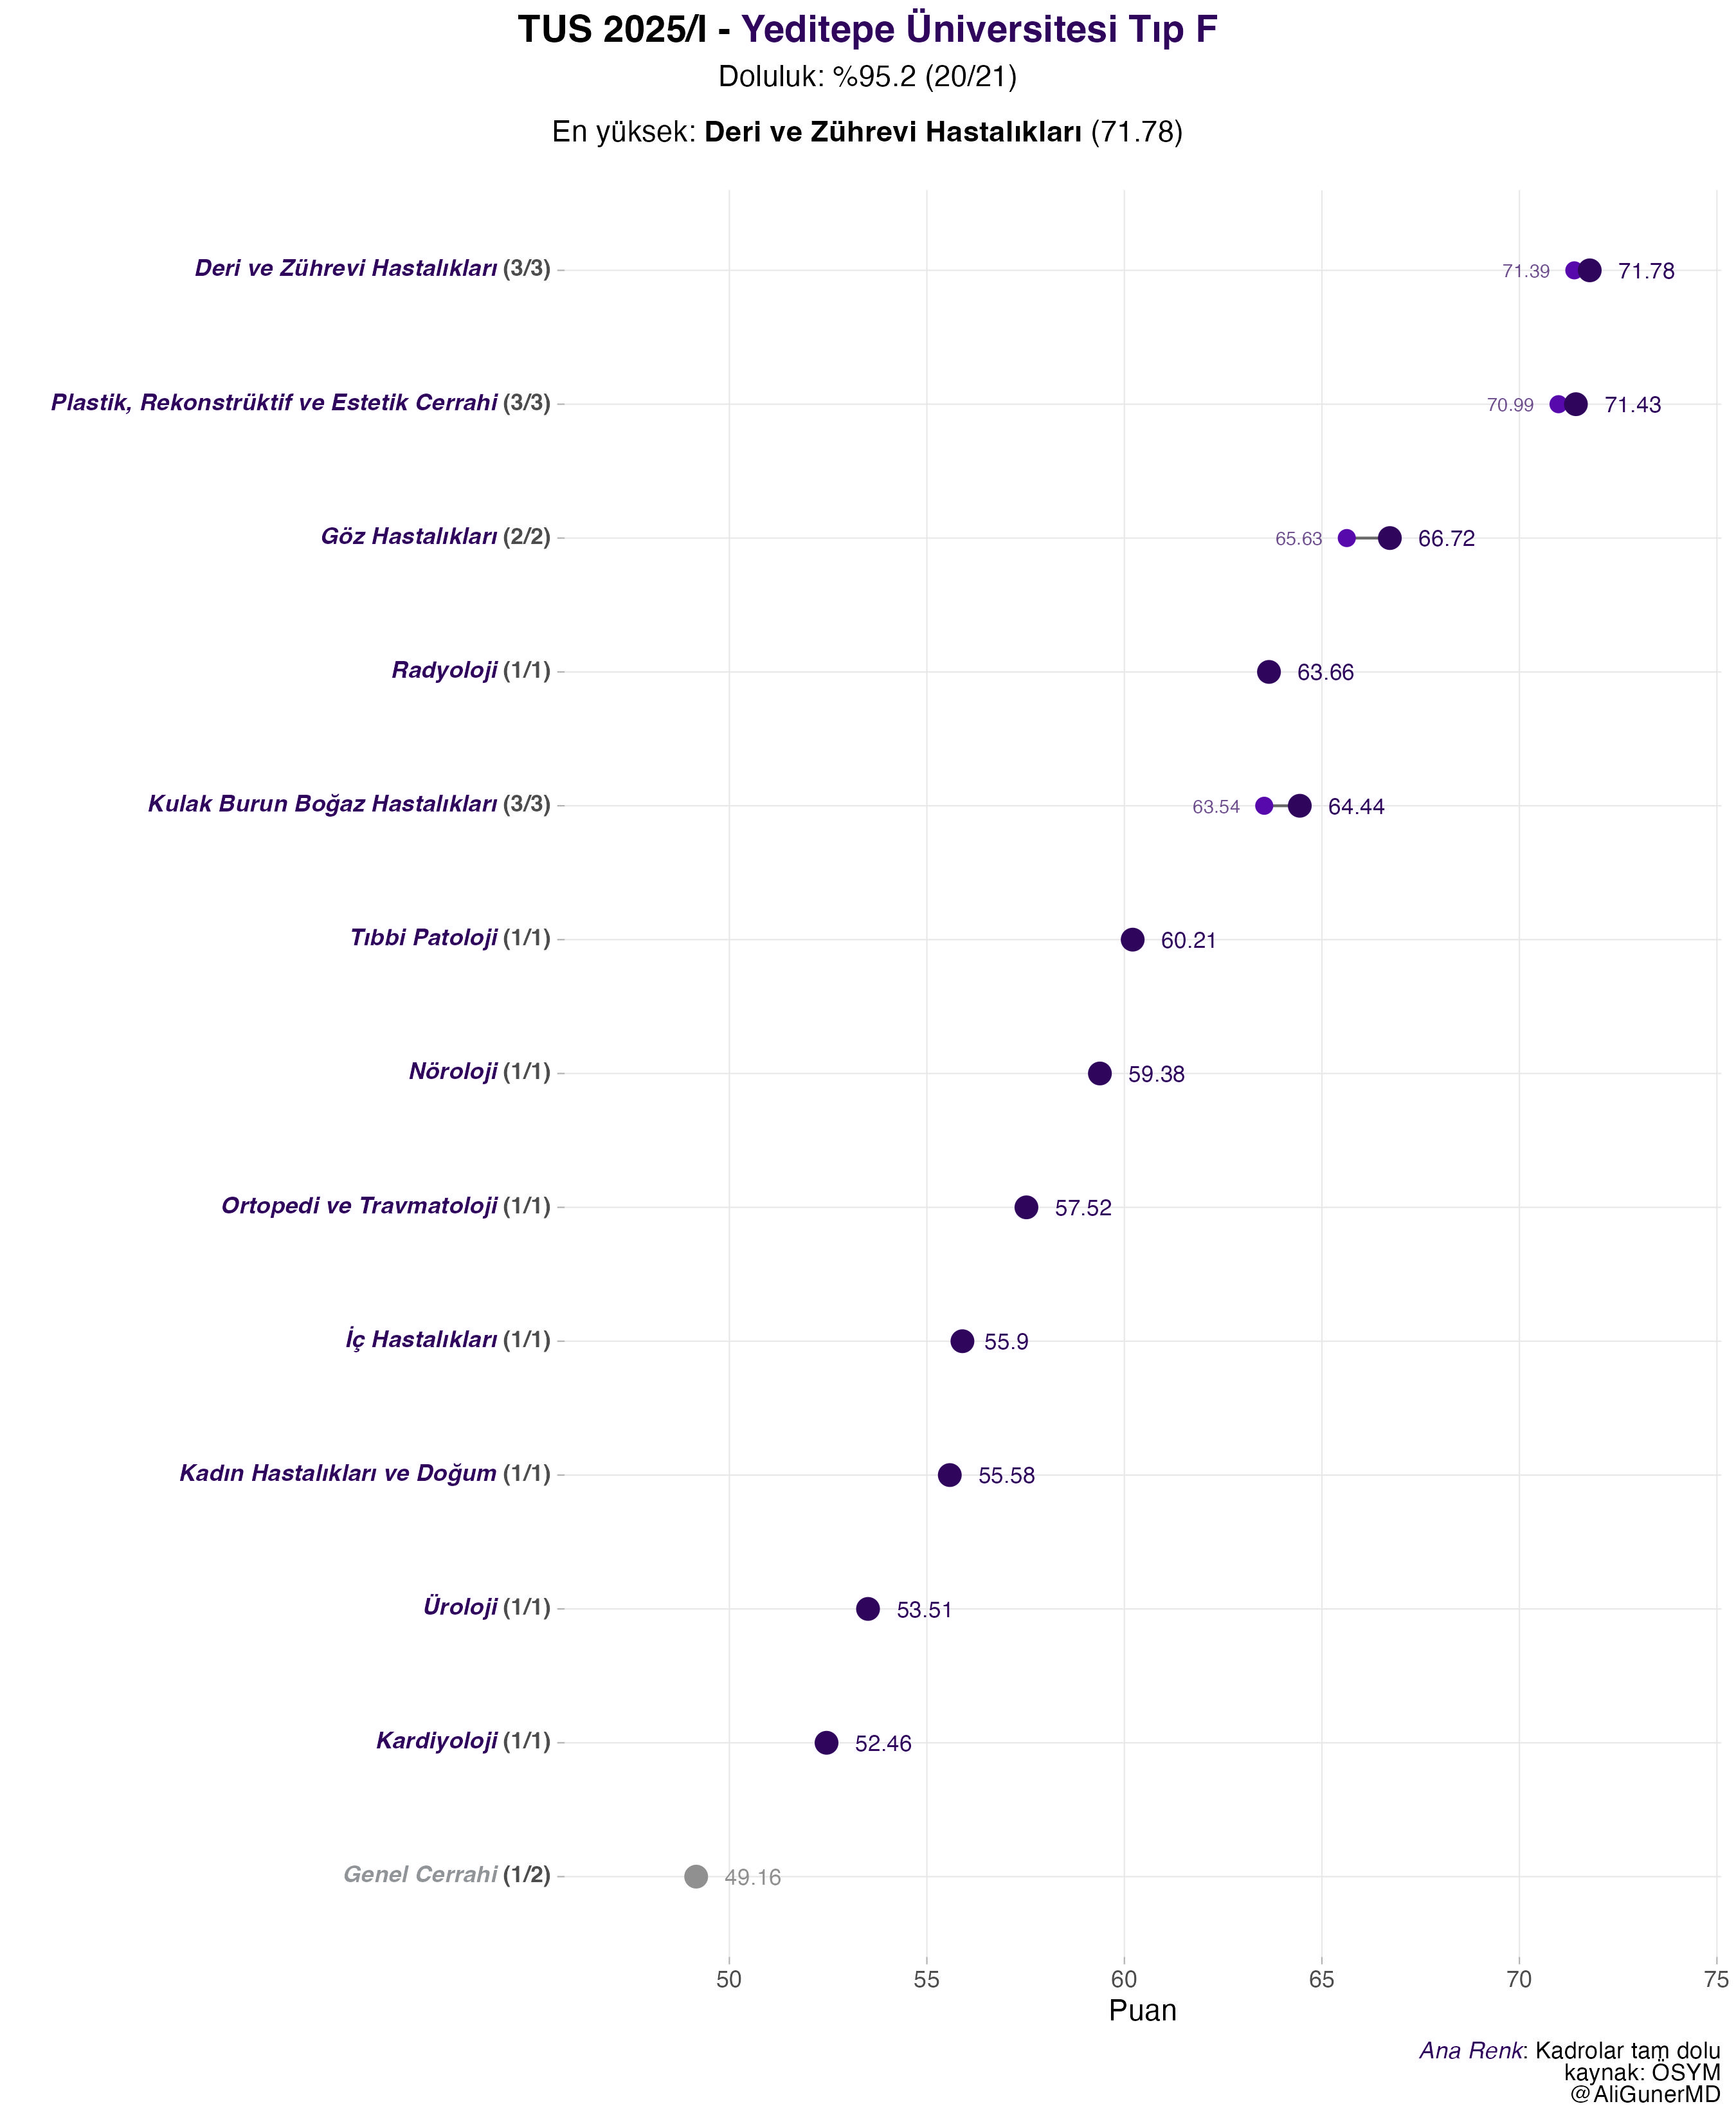 TUS 2025/I - Yeditepe Üniversitesi Tıp F
Doluluk: %95.2 (20/21)
En yüksek: Deri ve Zührevi Hastalıkları (71.78)
Deri ve Zührevi Hastalıkları (3/3) 71.39 71.78
Plastik, Rekonstrüktif ve Estetik Cerrahi (3/3) 70.99 71.43
Göz Hastalıkları (2/2) 65.63 66.72
Radyoloji (1/1) 63.66
Kulak Burun Boğaz Hastalıkları (3/3) 63.54 64.44
Tıbbi Patoloji (1/1) 60.21
Nöroloji (1/1) 59.38
Ortopedi ve Travmatoloji (1/1) 57.52
İç Hastalıkları (1/1) 55.9
Kadın Hastalıkları ve Doğum (1/1) 55.58
Üroloji (1/1) 53.51
Kardiyoloji (1/1) 52.46
Genel Cerrahi (1/2) 49.16
50 55 60 65 70 75
Puan
Ana Renk: Kadrolar tam dolu
kaynak: ÖSYM
@AliGunerMD